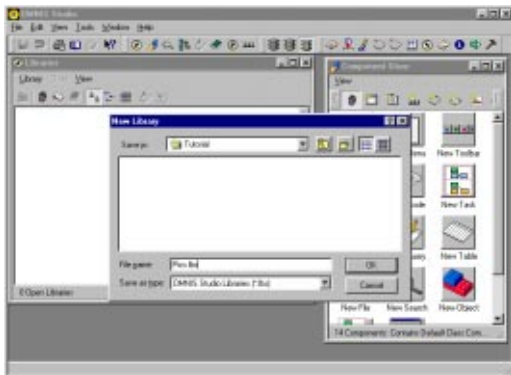 OMNIS Studio
File Edit View Tools Window Help
Libraries
Library View
Component Store
View
New Library
Save in: Tutorial
File name:
Save as type: OMNIS Studio Libraries (*.lbs)
OK
Cancel
0 Open Libraries
New Toolbar
New Task
New Table
New File New Search New Object
14 Components: Contains Default Class Com...